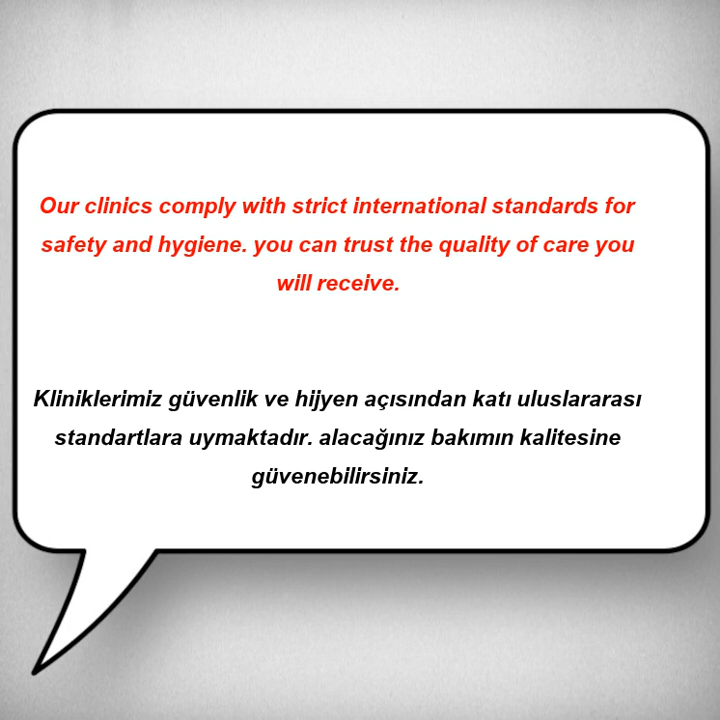 Our clinics comply with strict international standards for
safety and hygiene. you can trust the quality of care you
will receive.
Kliniklerimiz güvenlik ve hijyen açısından katı uluslararası
standartlara uymaktadır. alacağınız bakımın kalitesine
güvenebilirsiniz.